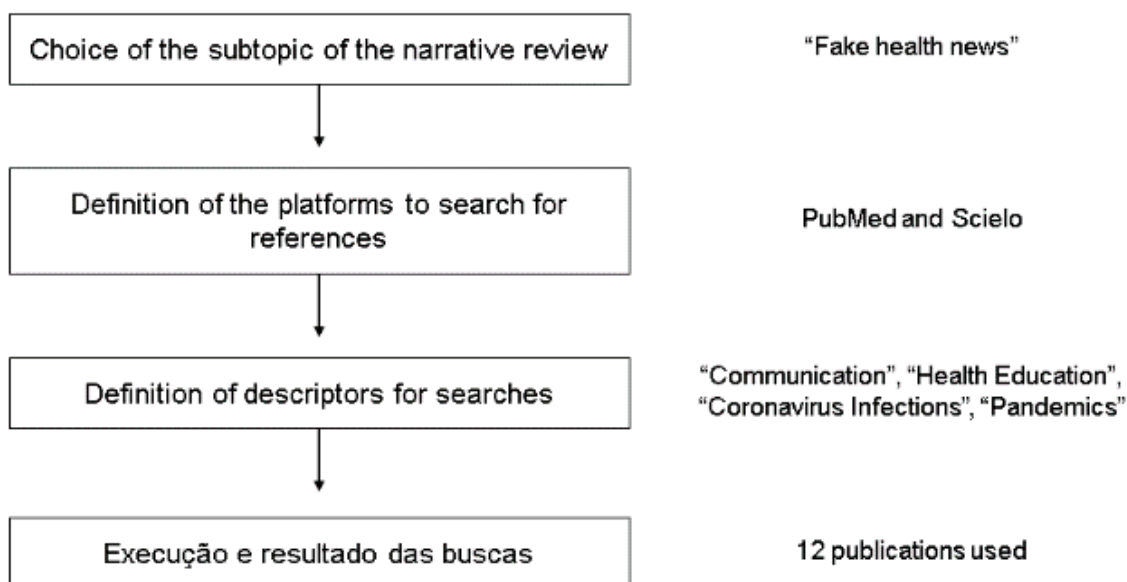 Choice of the subtopic of the narrative review
“Fake health news”
Definition of the platforms to search for
references
PubMed and Scielo
Definition of descriptors for searches
“Communication”, “Health Education”,
“Coronavirus Infections”, “Pandemics”
Execução e resultado das buscas
12 publications used